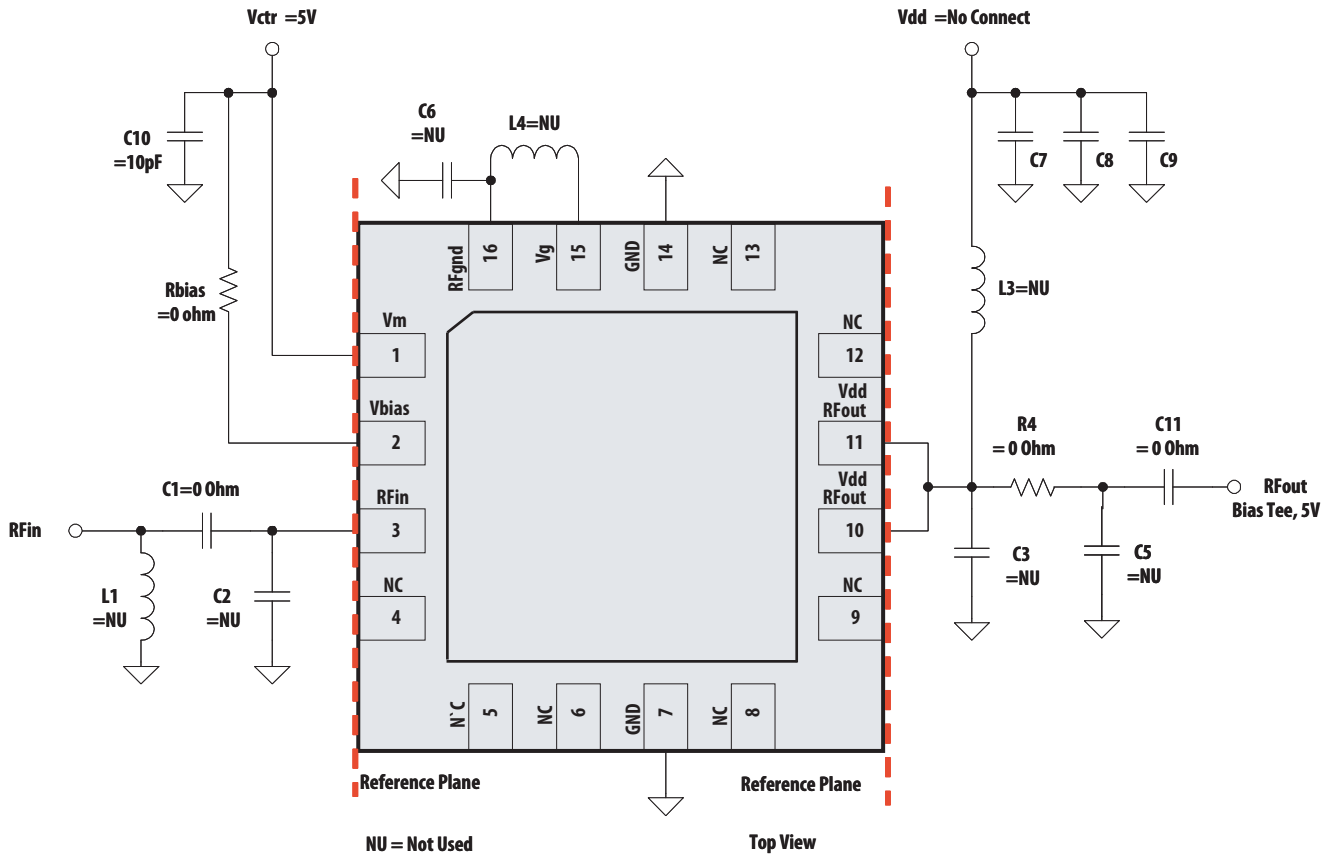 Vctr =5V
Vdd =No Connect
C6
=NU
L4=NU
C10
=10pF
C7
C8
C9
RFgnd
16
Vg
15
GND
14
NC
13
Rbias
=0 ohm
L3=NU
Vm
1
NC
12
Vbias
2
Vdd
RFout
11
R4
= 0 Ohm
C11
= 0 Ohm
C1=0 Ohm
RFin
RFin
3
Vdd
RFout
10
RFout
Bias Tee, 5V
L1
=NU
C2
=NU
NC
4
NC
9
C3
=NU
C5
=NU
N`C
5
NC
6
GND
7
NC
8
Reference Plane
Reference Plane
NU = Not Used
Top View